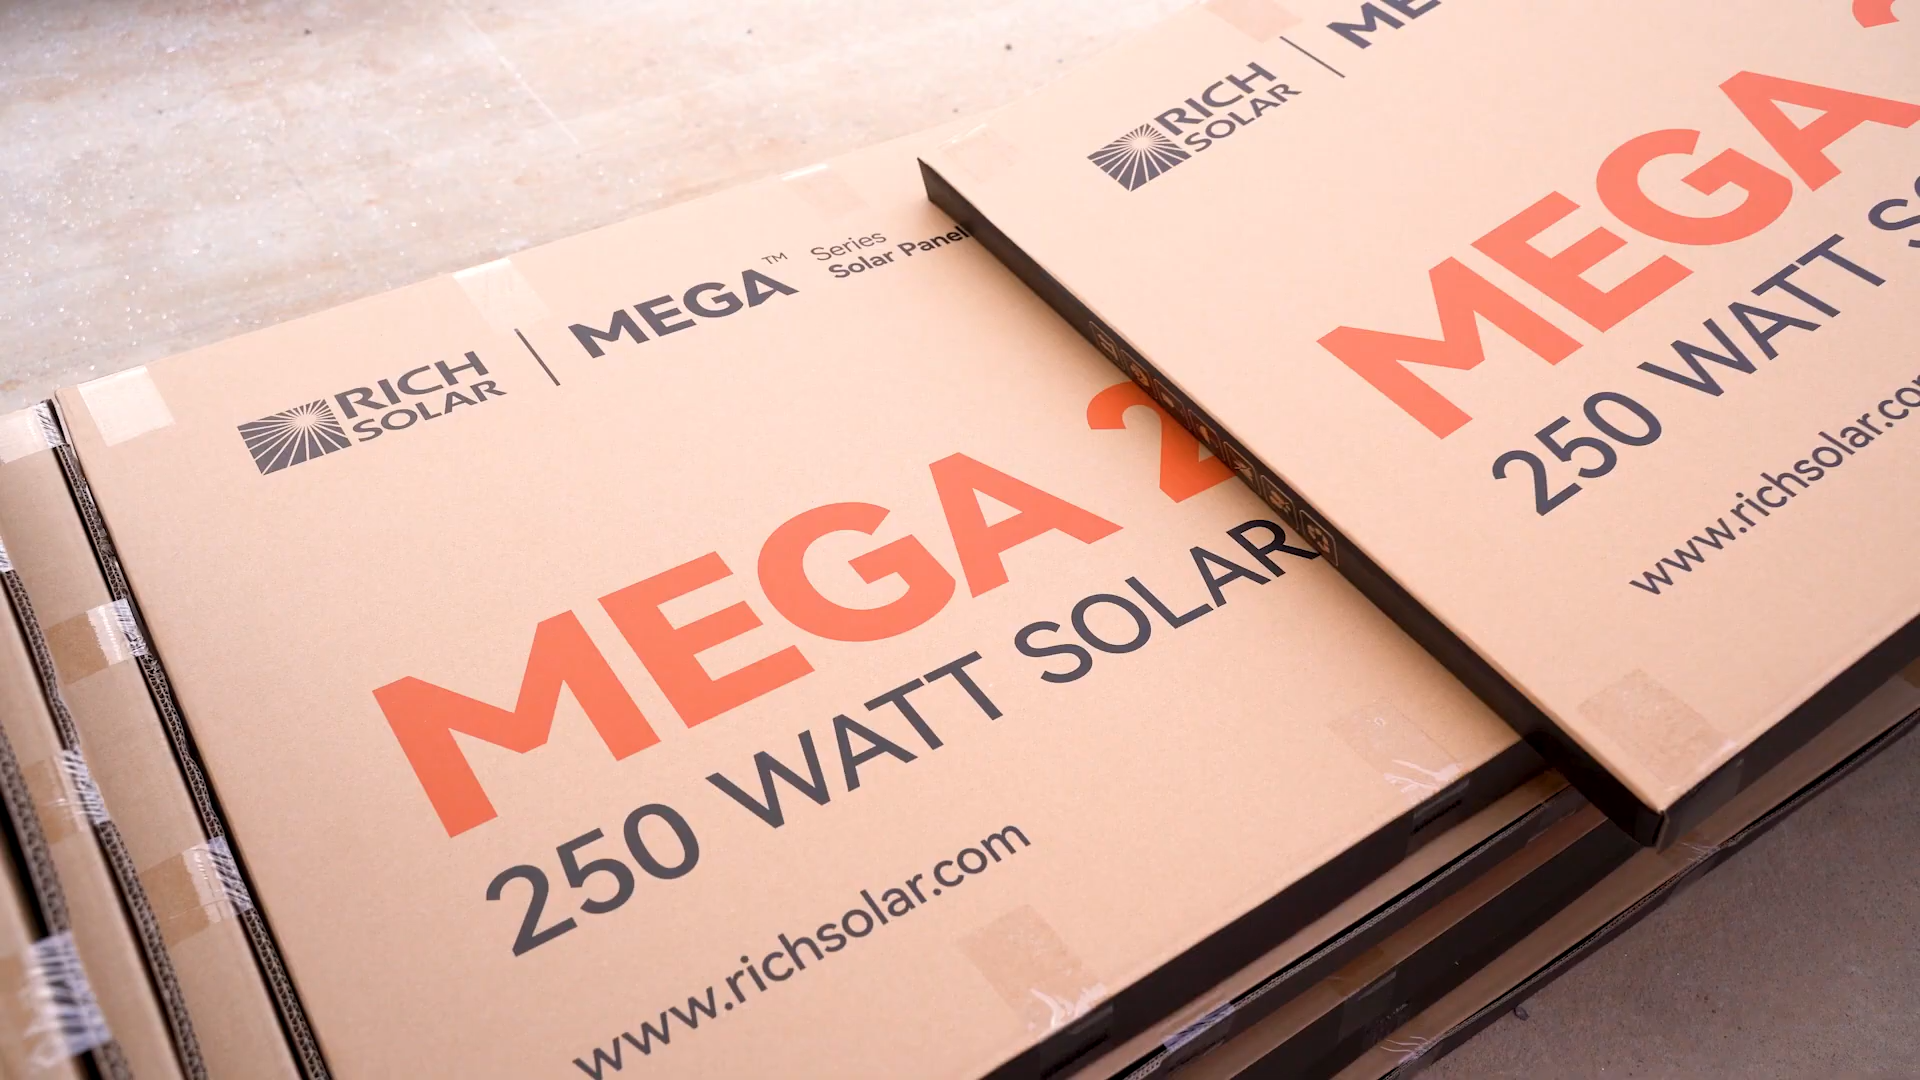 RICH
SOLAR
MEGA™
Series
Solar Panel
MEGA 2
250 WATT SOLAR
www.richsolar.com
RICH
SOLAR
MEGA
250 WATT
www.richsolar.com